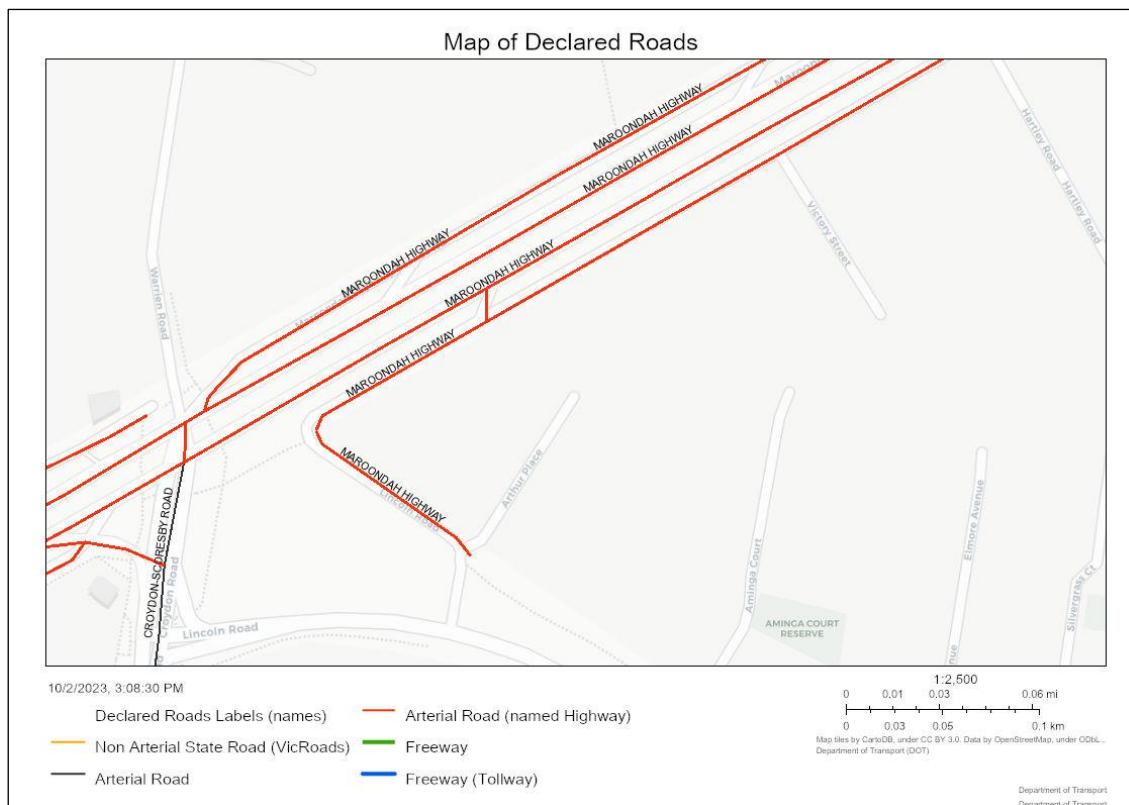 Map of Declared Roads
MAROONDAH HIGHWAY
Maroon
MAROONDAH HIGHWAY
Hartley Road
Hartley Road
MAROONDAH HIGHWAY
Victory Street
MAROONDAH HIGHWAY
Warrien Road
MAROONDAH HIGHWAY
MAROONDAH HIGHWAY
Lincoln Road
Arthur Place
CROYDON-SCORESBY ROAD
Croydon Road
Lincoln Road
Aminga Court
AMINGA COURT
RESERVE
Elmore Avenue
nue
Silvergrass Ct
10/2/2023, 3:08:30 PM
Declared Roads Labels (names)
Non Arterial State Road (VicRoads)
Arterial Road
Arterial Road (named Highway)
Freeway
Freeway (Tollway)
1:2,500
0 0.01 0.03 0.06 mi
0 0.03 0.05 0.1 km
Map tiles by CartoDB, under CC BY 3.0. Data by OpenStreetMap, under ODbL.,
Department of Transport (DOT)
Department of Transport
Department of Transport